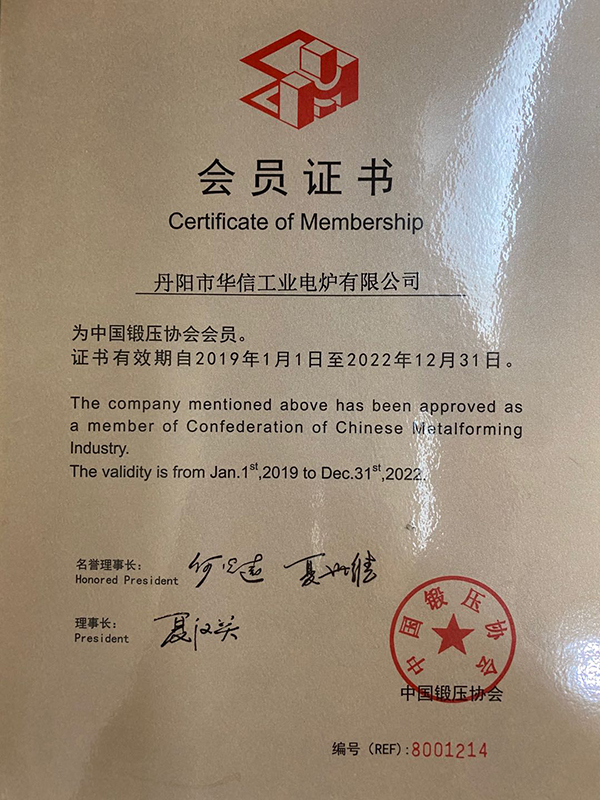 会员证书
Certificate of Membership
丹阳市华信工业电炉有限公司
为中国锻压协会会员。
证书有效期自2019年1月1日至2022年12月31日。
The company mentioned above has been approved as
a member of Confederation of Chinese Metalforming
Industry.
The validity is from Jan.1st,2019 to Dec.31st,2022.
名誉理事长：
Honored President
理事长：
President
中国锻压协会
中国锻压协会
编号（REF）：8001214